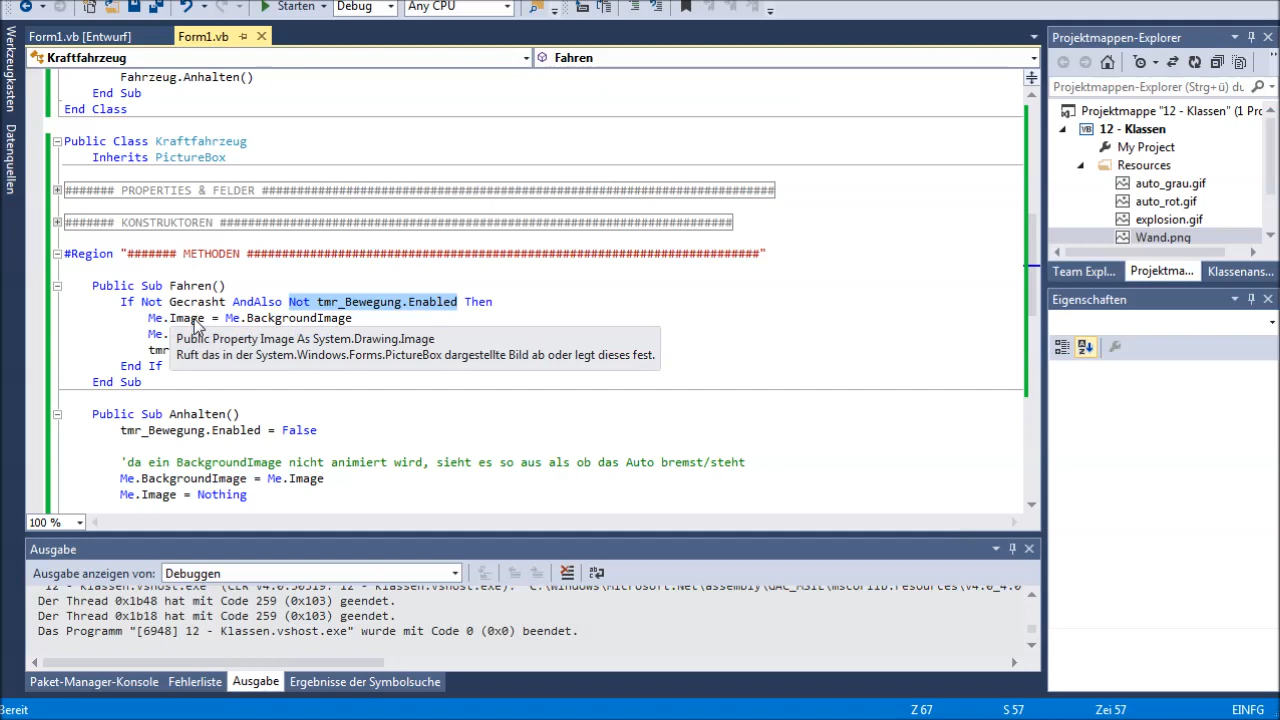 Starten
Debug
Any CPU
Form1.vb [Entwurf]
Form1.vb
Kraftfahrzeug
Fahren
Werkzeugkasten
Datenquellen
Fahrzeug.Anhalten()
End Sub
End Class
Public Class Kraftfahrzeug
Inherits PictureBox
####### PROPERTIES & FELDER #########################################################################
####### KONSTRUKTOREN #########################################################################
#Region "####### METHODEN #########################################################################"
Public Sub Fahren()
If Not Gecrasht AndAlso Not tmr_Bewegung.Enabled Then
Me.Image = Me.BackgroundImage
Me.
tmr
End If
End Sub
Public Property Image As System.Drawing.Image
Ruft das in der System.Windows.Forms.PictureBox dargestellte Bild ab oder legt dieses fest.
Public Sub Anhalten()
tmr_Bewegung.Enabled = False
'da ein BackgroundImage nicht animiert wird, sieht es so aus als ob das Auto bremst/steht
Me.BackgroundImage = Me.Image
Me.Image = Nothing
100 %
Ausgabe
Ausgabe anzeigen von: Debuggen
Der Thread 0x1b48 hat mit Code 259 (0x103) geendet.
Der Thread 0x1b18 hat mit Code 259 (0x103) geendet.
Das Programm "[6948] 12 - Klassen.vshost.exe" wurde mit Code 0 (0x0) beendet.
Paket-Manager-Konsole Fehlerliste Ausgabe Ergebnisse der Symbolsuche
Projektmappen-Explorer
Projektmappen-Explorer (Strg+ü) du
Projektmappe "12 - Klassen" (1 Pro
12 - Klassen
My Project
Resources
auto_grau.gif
auto_rot.gif
explosion.gif
Wand.png
Team Expl... Projektma... Klassenans...
Eigenschaften
Bereit Z 67 S 57 Zei 57 EINFG